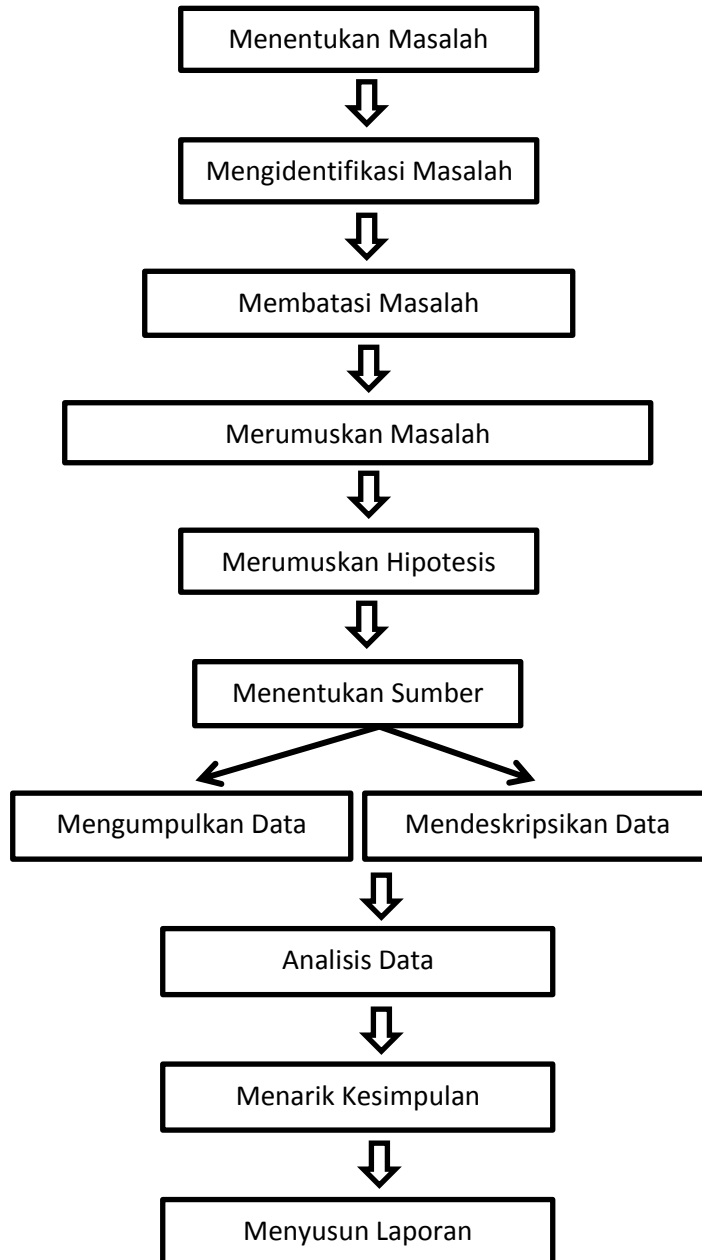 Menentukan Masalah
Mengidentifikasi Masalah
Membatasi Masalah
Merumuskan Masalah
Merumuskan Hipotesis
Menentukan Sumber
Mengumpulkan Data
Mendeskripsikan Data
Analisis Data
Menarik Kesimpulan
Menyusun Laporan